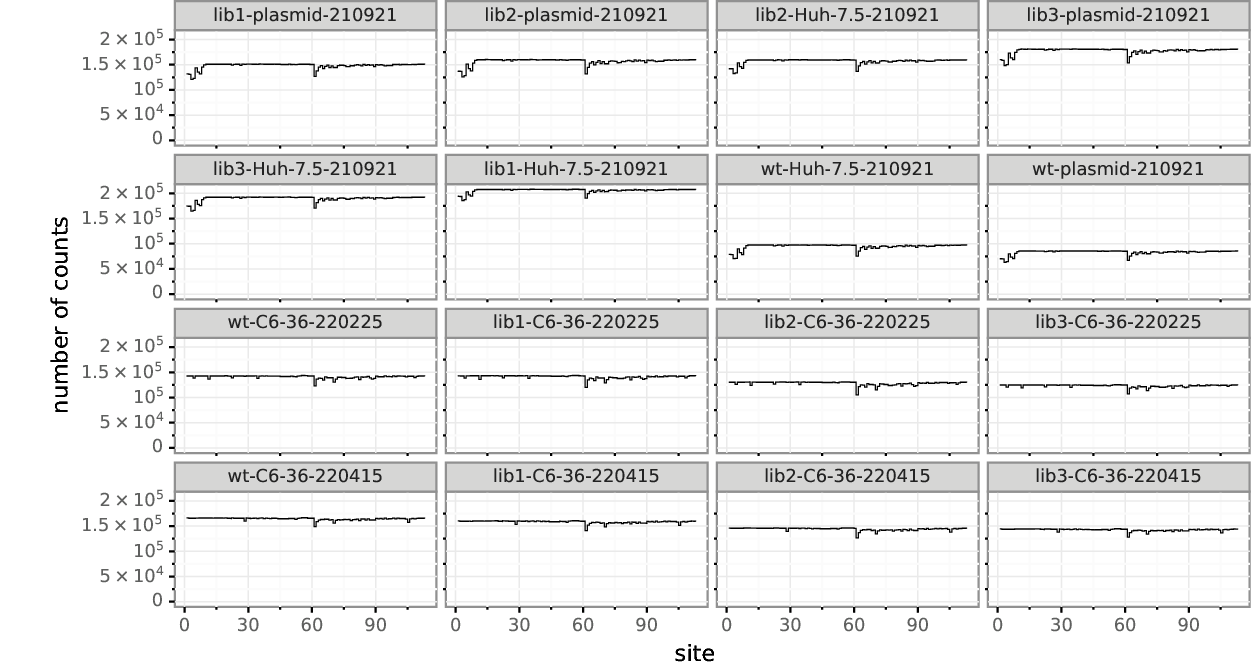 lib1-plasmid-210921 lib2-plasmid-210921 lib2-Huh-7.5-210921 lib3-plasmid-210921
2 × 10⁵
1.5 × 10⁵
10⁵
5 × 10⁴
0
lib3-Huh-7.5-210921 lib1-Huh-7.5-210921 wt-Huh-7.5-210921 wt-plasmid-210921
2 × 10⁵
1.5 × 10⁵
10⁵
5 × 10⁴
0
number of counts
wt-C6-36-220225 lib1-C6-36-220225 lib2-C6-36-220225 lib3-C6-36-220225
2 × 10⁵
1.5 × 10⁵
10⁵
5 × 10⁴
0
wt-C6-36-220415 lib1-C6-36-220415 lib2-C6-36-220415 lib3-C6-36-220415
2 × 10⁵
1.5 × 10⁵
10⁵
5 × 10⁴
0
0 30 60 90 0 30 60 90 0 30 60 90 0 30 60 90
site